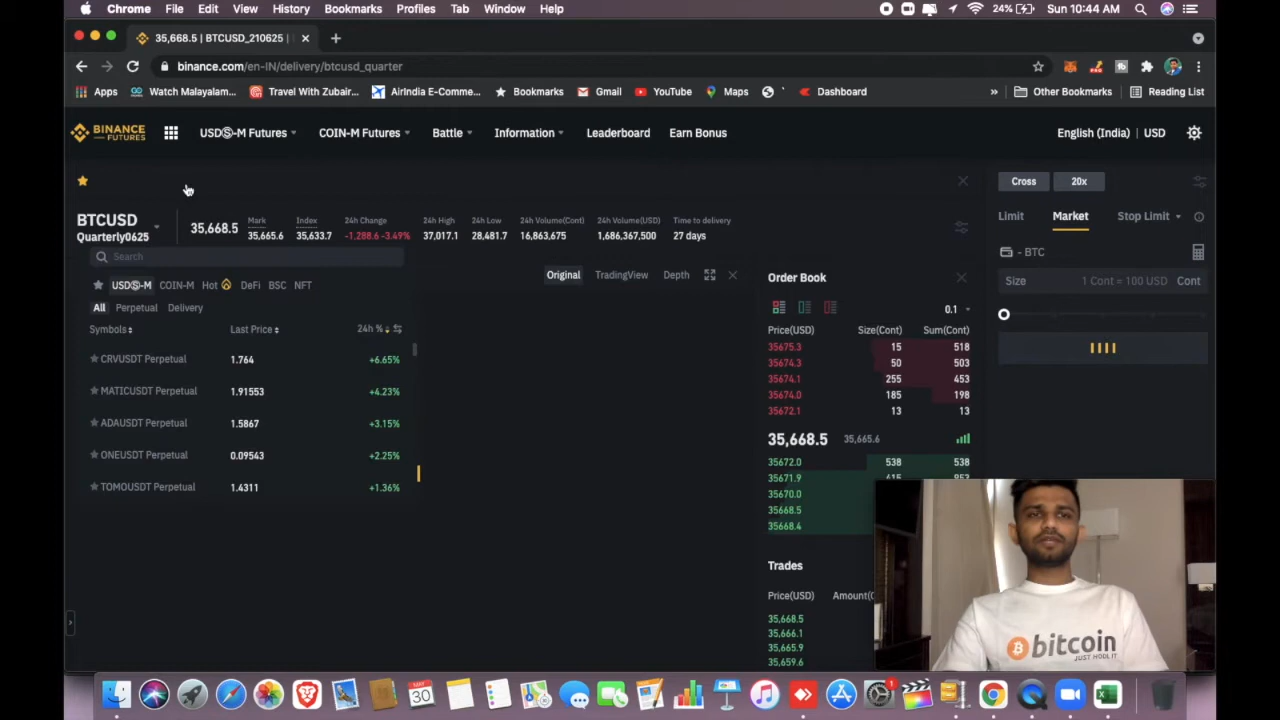 Chrome File Edit View History Bookmarks Profiles Tab Window Help 24% Sun 10:44 AM
35,668.5 | BTCUSD_210625 |
binance.com/en-IN/delivery/btcusd_quarter
Apps Watch Malayalam... Travel With Zubair... AirIndia E-Comme... Bookmarks Gmail YouTube Maps Dashboard » Other Bookmarks Reading List
BINANCE FUTURES USDⓈ-M Futures COIN-M Futures Battle Information Leaderboard Earn Bonus English (India) | USD
Cross 20x
BTCUSD
Quarterly0625
35,668.5
Mark
35,665.6
Index
35,633.7
24h Change
-1,288.6 -3.49%
24h High
37,017.1
24h Low
28,481.7
24h Volume(Cont)
16,863,675
24h Volume(USD)
1,686,367,500
Time to delivery
27 days
Limit Market Stop Limit
- BTC
Size 1 Cont = 100 USD Cont
Search
USDⓈ-M COIN-M Hot DeFi BSC NFT
All Perpetual Delivery
Symbols Last Price 24h %
CRVUSDT Perpetual 1.764 +6.65%
MATICUSDT Perpetual 1.91553 +4.23%
ADAUSDT Perpetual 1.5867 +3.15%
ONEUSDT Perpetual 0.09543 +2.25%
TOMOUSDT Perpetual 1.4311 +1.36%
Original TradingView Depth
Order Book
0.1
Price(USD) Size(Cont) Sum(Cont)
35675.3 15 518
35674.3 50 503
35674.1 255 453
35674.0 185 198
35672.1 13 13
35,668.5 35,665.6
35672.0 538 538
35671.9
35670.0
35668.5
35668.4
Trades
Price(USD)
35,668.5
35,666.1
35,665.9
35,659.6
bitcoin
JUST HODL IT
MAY
30
1